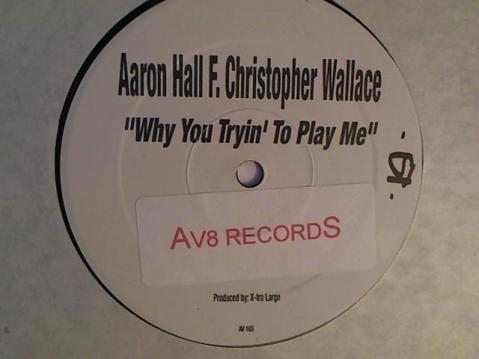 Aaron Hall F. Christopher Wallace
"Why You Tryin' To Play Me"
AV8 RECORDS
Produced by: X-tra Large
AV 165